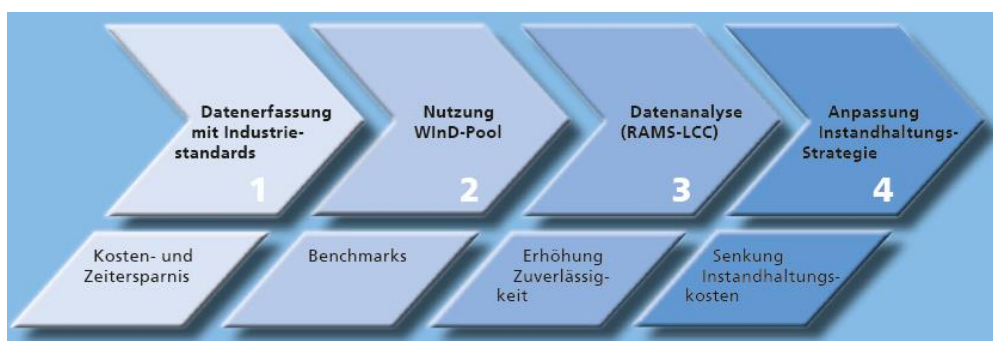 Datenerfassung
mit Industrie-
standards
1
Nutzung
WInD-Pool
2
Datenanalyse
(RAMS-LCC)
3
Anpassung
Instandhaltungs-
Strategie
4
Kosten- und
Zeitersparnis
Benchmarks
Erhöhung
Zuverlässig-
keit
Senkung
Instandhaltungs-
kosten